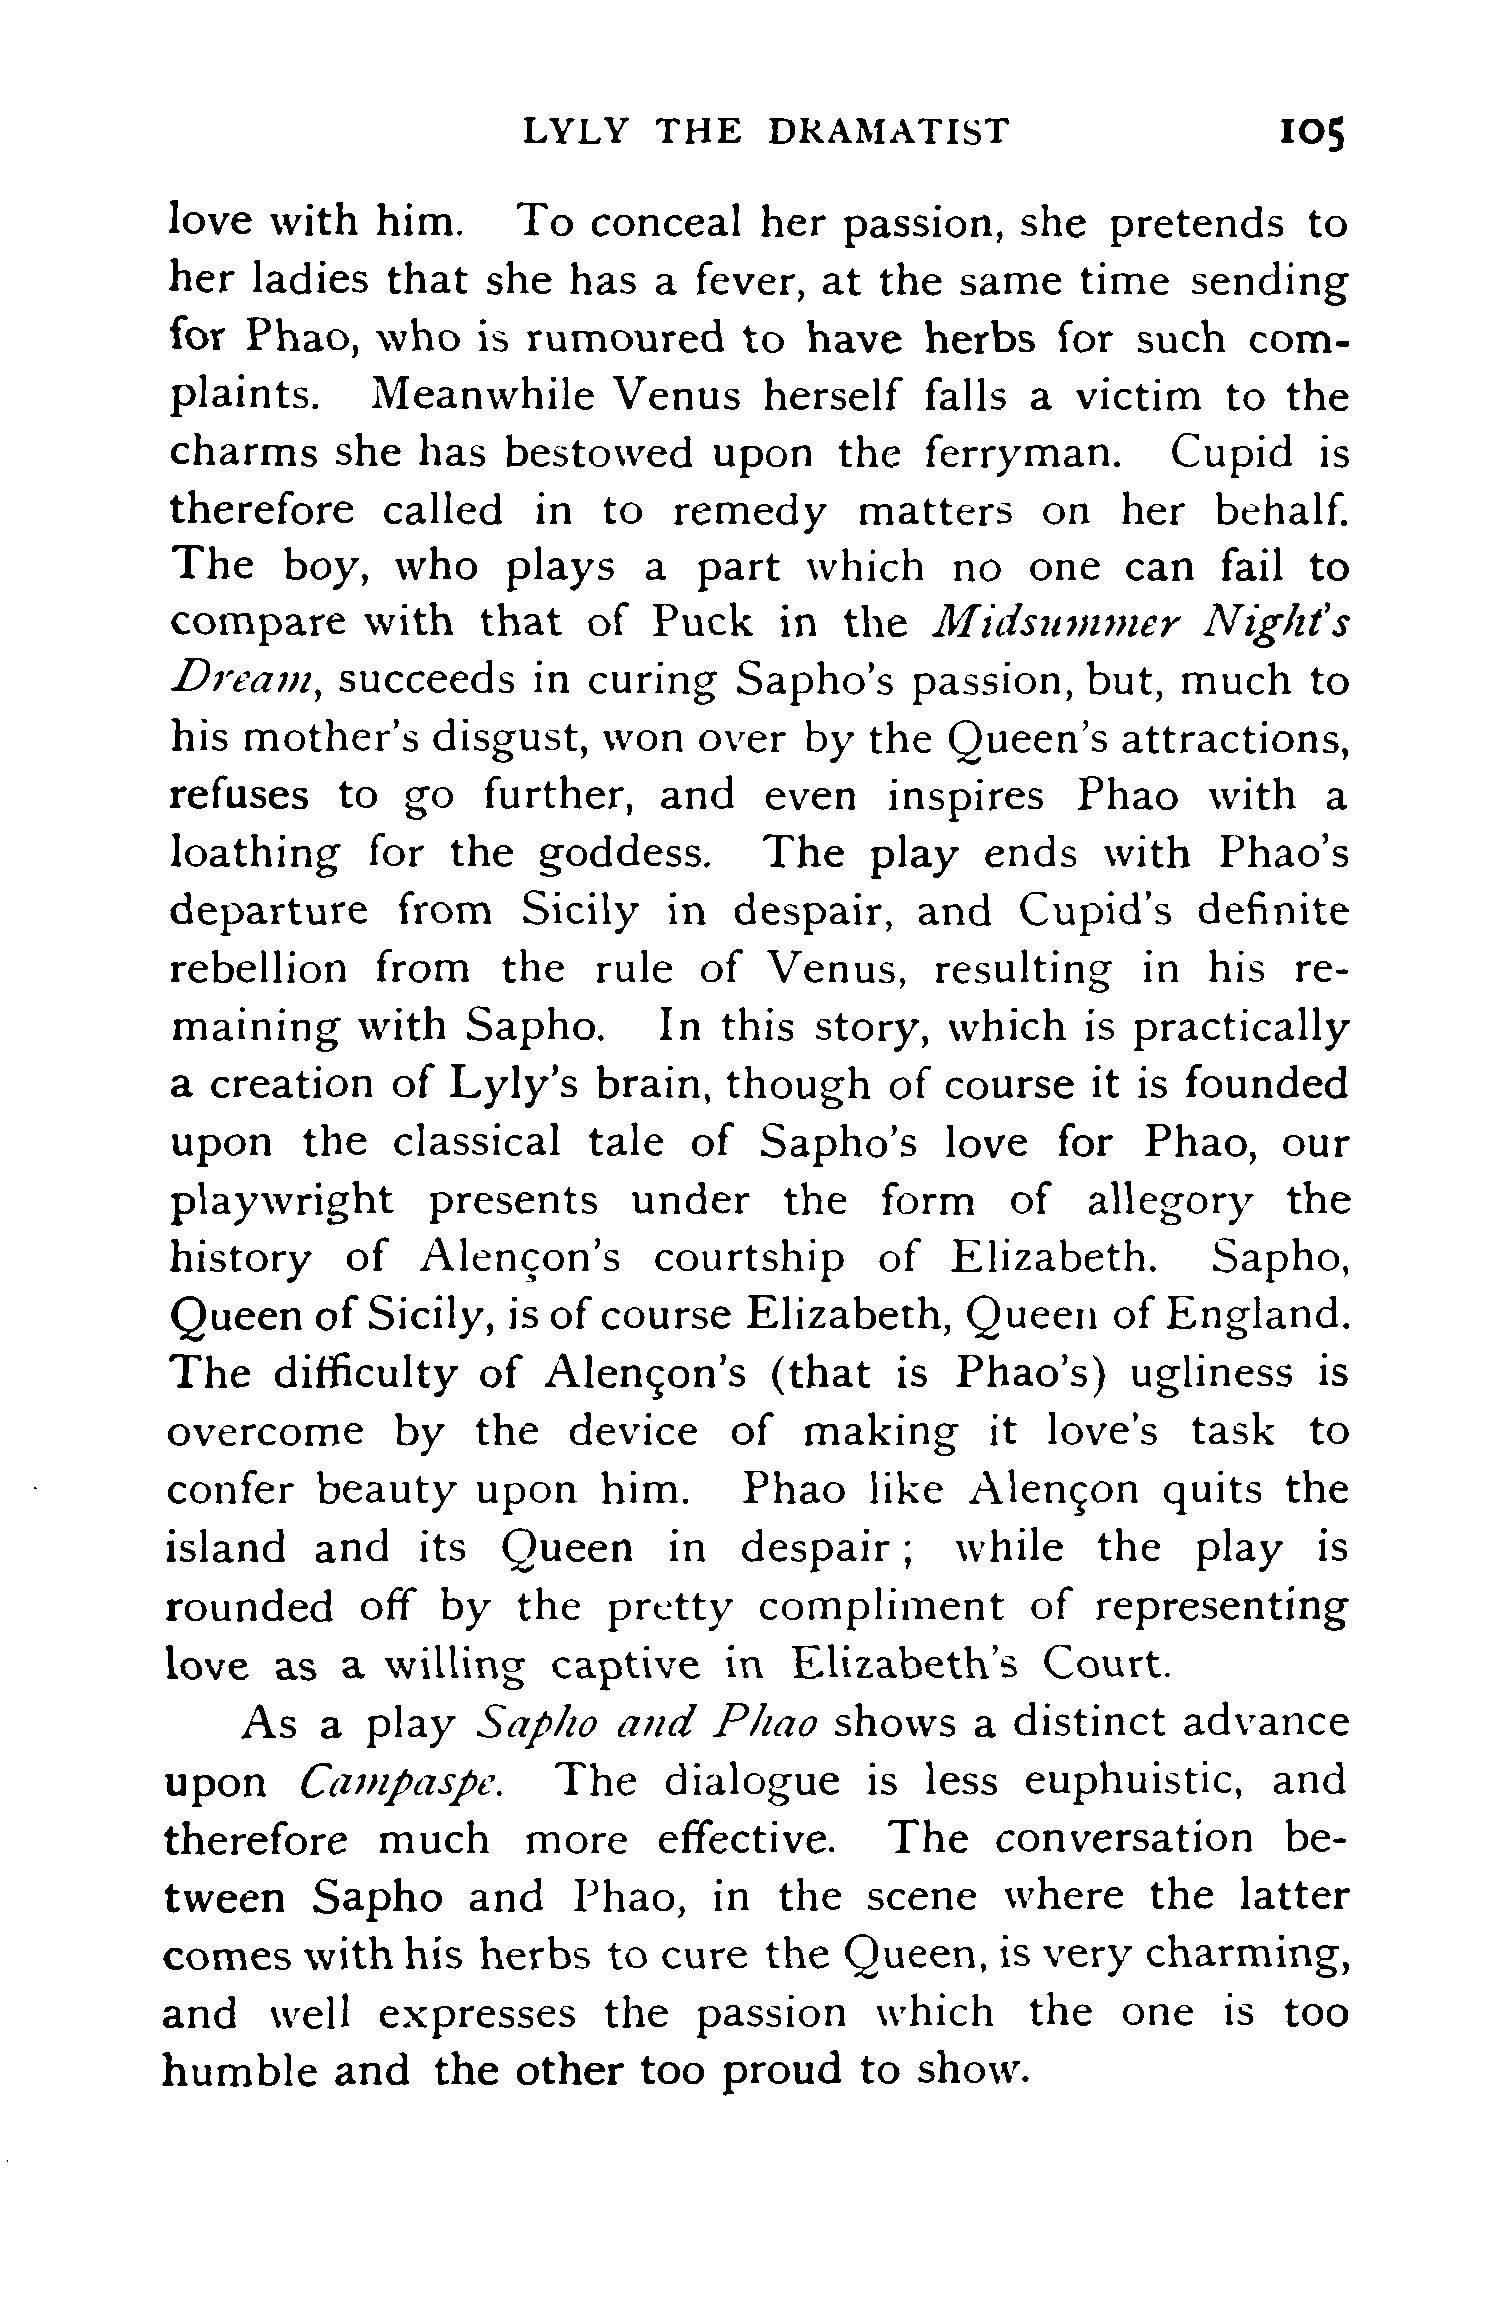 LYLY THE DRAMATIST 105
love with him. To conceal her passion, she pretends to
her ladies that she has a fever, at the same time sending
for Phao, who is rumoured to have herbs for such com-
plaints. Meanwhile Venus herself falls a victim to the
charms she has bestowed upon the ferryman. Cupid is
therefore called in to remedy matters on her behalf.
The boy, who plays a part which no one can fail to
compare with that of Puck in the Midsummer Night's
Dream, succeeds in curing Sapho's passion, but, much to
his mother's disgust, won over by the Queen's attractions,
refuses to go further, and even inspires Phao with a
loathing for the goddess. The play ends with Phao's
departure from Sicily in despair, and Cupid's definite
rebellion from the rule of Venus, resulting in his re-
maining with Sapho. In this story, which is practically
a creation of Lyly's brain, though of course it is founded
upon the classical tale of Sapho's love for Phao, our
playwright presents under the form of allegory the
history of Alençon's courtship of Elizabeth. Sapho,
Queen of Sicily, is of course Elizabeth, Queen of England.
The difficulty of Alençon's (that is Phao's) ugliness is
overcome by the device of making it love's task to
confer beauty upon him. Phao like Alençon quits the
island and its Queen in despair; while the play is
rounded off by the pretty compliment of representing
love as a willing captive in Elizabeth's Court.
As a play Sapho and Phao shows a distinct advance
upon Campaspe. The dialogue is less euphuistic, and
therefore much more effective. The conversation be-
tween Sapho and Phao, in the scene where the latter
comes with his herbs to cure the Queen, is very charming,
and well expresses the passion which the one is too
humble and the other too proud to show.